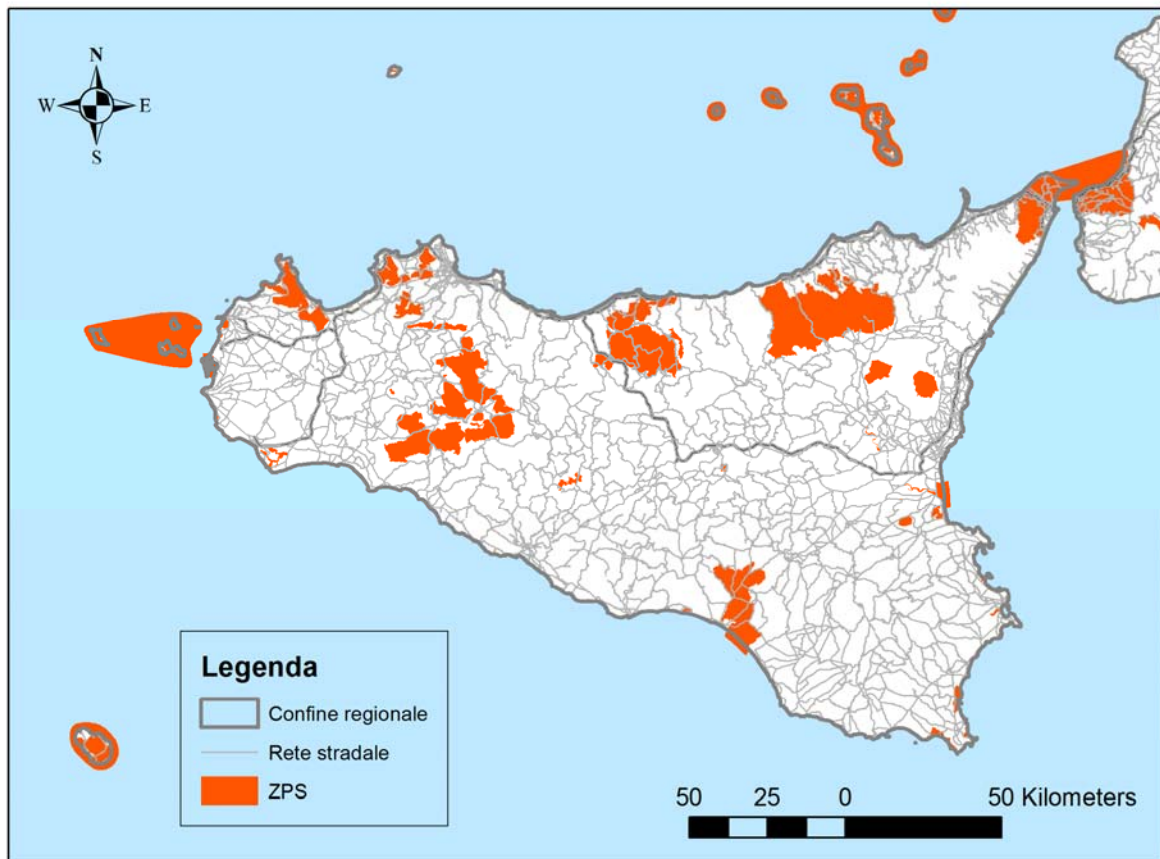 N
W E
S
Legenda
Confine regionale
Rete stradale
ZPS
50 25 0 50 Kilometers